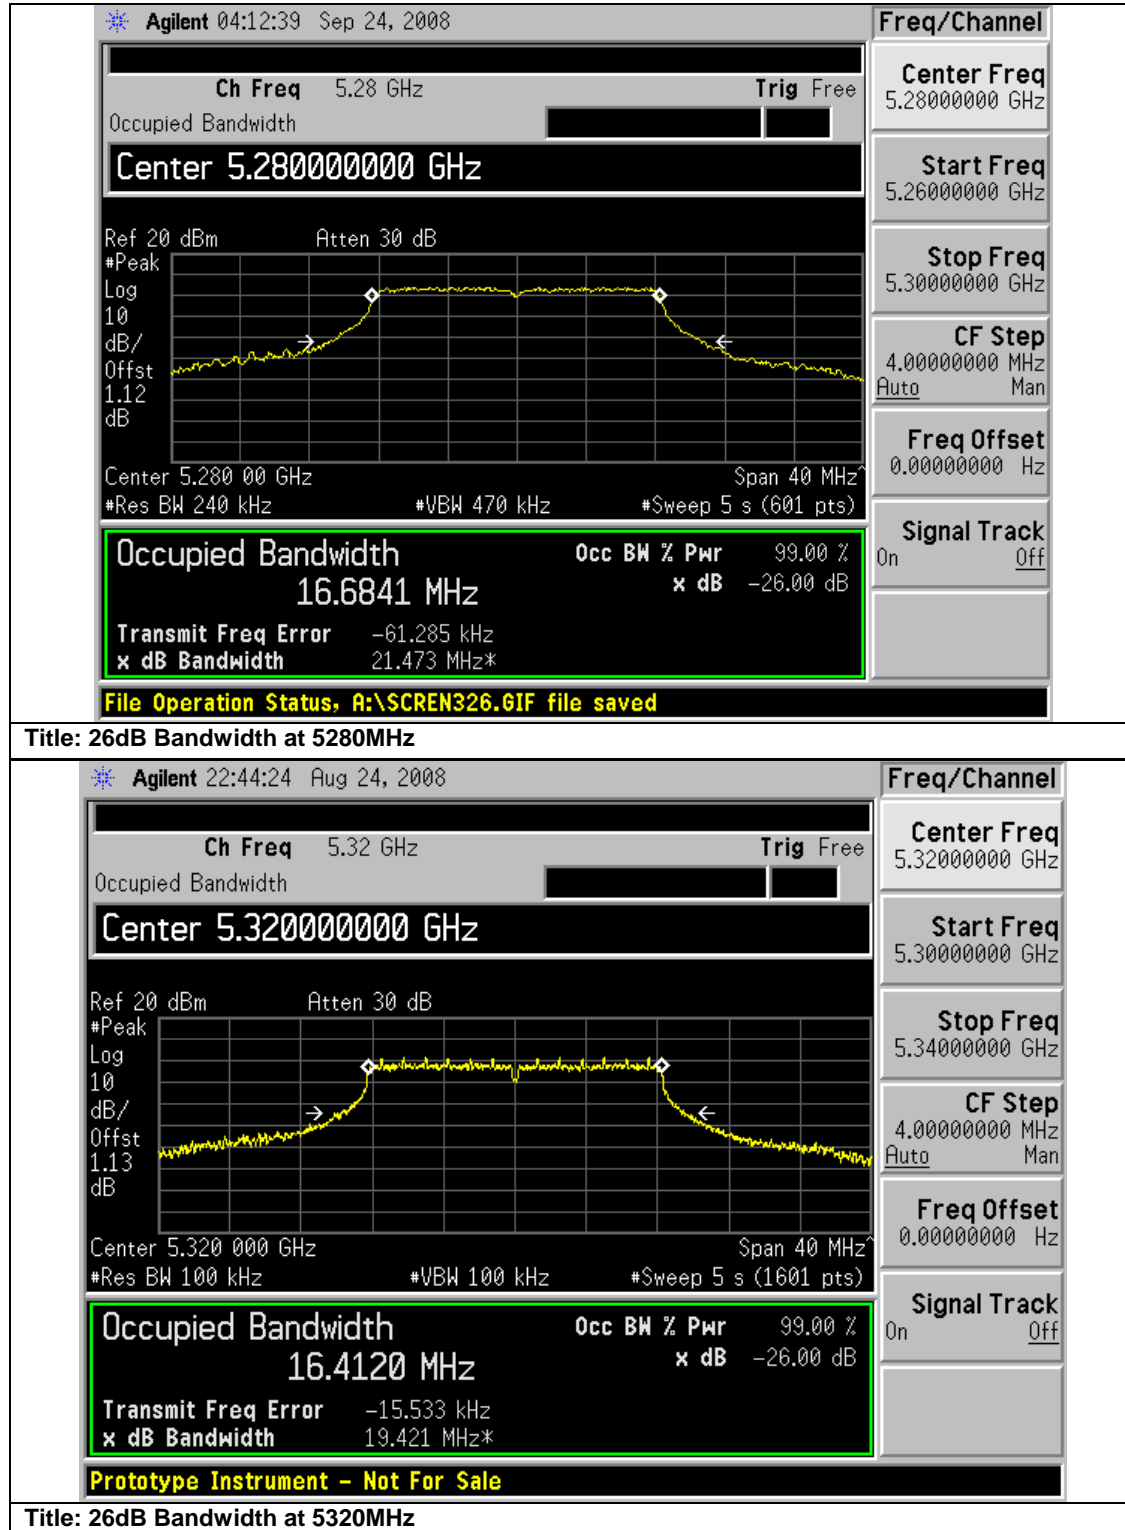 Agilent 04:12:39 Sep 24, 2008
Freq/Channel
Ch Freq 5.28 GHz
Trig Free
Occupied Bandwidth
Center 5.280000000 GHz
Center Freq
5.28000000 GHz
Start Freq
5.26000000 GHz
Stop Freq
5.30000000 GHz
CF Step
4.00000000 MHz
Auto Man
Freq Offset
0.00000000 Hz
Signal Track
On Off
Ref 20 dBm
Atten 30 dB
#Peak
Log
10
dB/
Offst
1.12
dB
Center 5.280 00 GHz
Span 40 MHz^
#Res BW 240 kHz
#VBW 470 kHz
#Sweep 5 s (601 pts)
Occupied Bandwidth
16.6841 MHz
Occ BW % Pwr 99.00 %
x dB -26.00 dB
Transmit Freq Error -61.285 kHz
x dB Bandwidth 21.473 MHz*
File Operation Status, A:\SCREN326.GIF file saved
Title: 26dB Bandwidth at 5280MHz
Agilent 22:44:24 Aug 24, 2008
Freq/Channel
Ch Freq 5.32 GHz
Trig Free
Occupied Bandwidth
Center 5.320000000 GHz
Center Freq
5.32000000 GHz
Start Freq
5.30000000 GHz
Stop Freq
5.34000000 GHz
CF Step
4.00000000 MHz
Auto Man
Freq Offset
0.00000000 Hz
Signal Track
On Off
Ref 20 dBm
Atten 30 dB
#Peak
Log
10
dB/
Offst
1.13
dB
Center 5.320 000 GHz
Span 40 MHz^
#Res BW 100 kHz
#VBW 100 kHz
#Sweep 5 s (1601 pts)
Occupied Bandwidth
16.4120 MHz
Occ BW % Pwr 99.00 %
x dB -26.00 dB
Transmit Freq Error -15.533 kHz
x dB Bandwidth 19.421 MHz*
Prototype Instrument - Not For Sale
Title: 26dB Bandwidth at 5320MHz